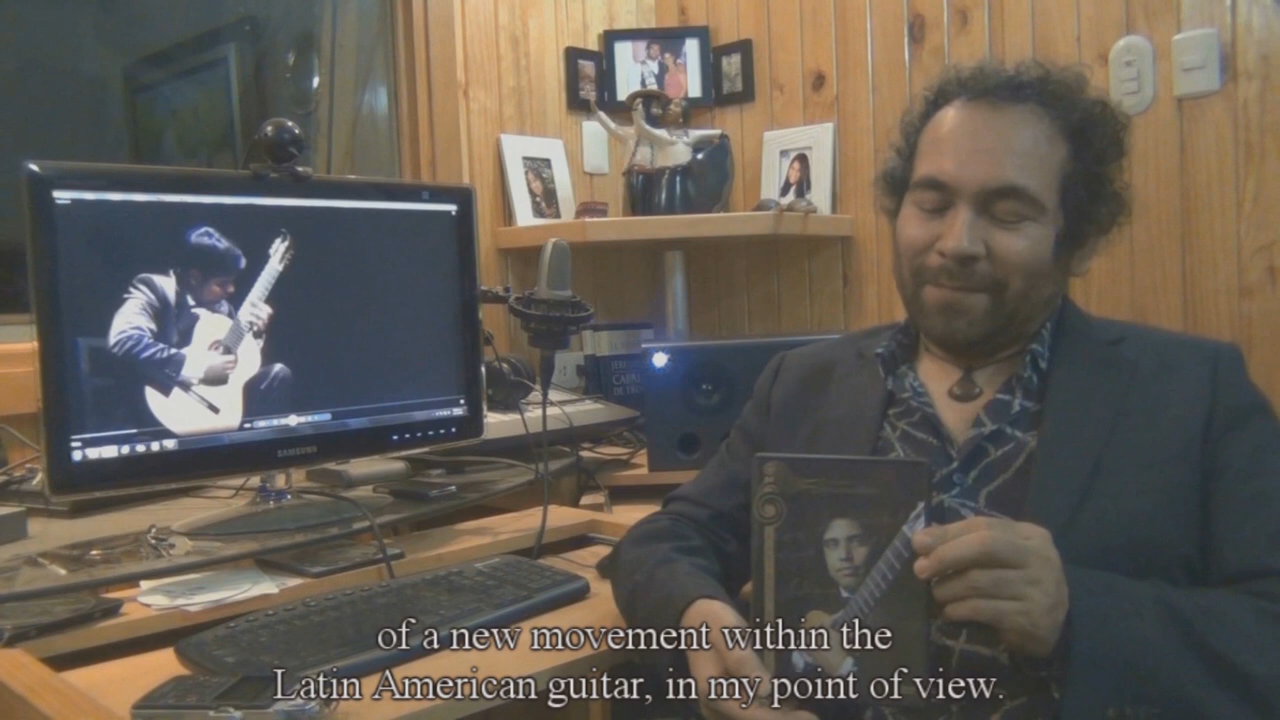 SAMSUNG
of a new movement within the
Latin American guitar, in my point of view.